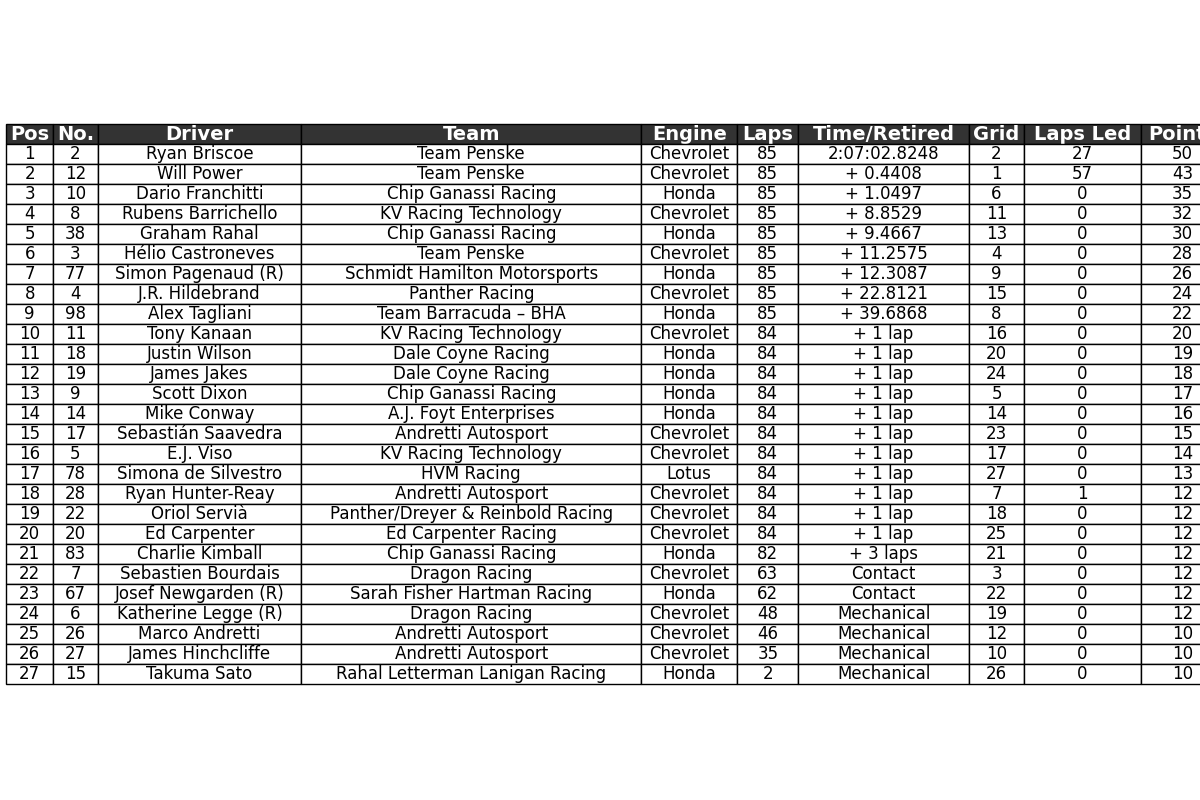 Pos No. Driver Team Engine Laps Time/Retired Grid Laps Led Point
1 2 Ryan Briscoe Team Penske Chevrolet 85 2:07:02.8248 2 27 50
2 12 Will Power Team Penske Chevrolet 85 + 0.4408 1 57 43
3 10 Dario Franchitti Chip Ganassi Racing Honda 85 + 1.0497 6 0 35
4 8 Rubens Barrichello KV Racing Technology Chevrolet 85 + 8.8529 11 0 32
5 38 Graham Rahal Chip Ganassi Racing Honda 85 + 9.4667 13 0 30
6 3 Hélio Castroneves Team Penske Chevrolet 85 + 11.2575 4 0 28
7 77 Simon Pagenaud (R) Schmidt Hamilton Motorsports Honda 85 + 12.3087 9 0 26
8 4 J.R. Hildebrand Panther Racing Chevrolet 85 + 22.8121 15 0 24
9 98 Alex Tagliani Team Barracuda – BHA Honda 85 + 39.6868 8 0 22
10 11 Tony Kanaan KV Racing Technology Chevrolet 84 + 1 lap 16 0 20
11 18 Justin Wilson Dale Coyne Racing Honda 84 + 1 lap 20 0 19
12 19 James Jakes Dale Coyne Racing Honda 84 + 1 lap 24 0 18
13 9 Scott Dixon Chip Ganassi Racing Honda 84 + 1 lap 5 0 17
14 14 Mike Conway A.J. Foyt Enterprises Honda 84 + 1 lap 14 0 16
15 17 Sebastián Saavedra Andretti Autosport Chevrolet 84 + 1 lap 23 0 15
16 5 E.J. Viso KV Racing Technology Chevrolet 84 + 1 lap 17 0 14
17 78 Simona de Silvestro HVM Racing Lotus 84 + 1 lap 27 0 13
18 28 Ryan Hunter-Reay Andretti Autosport Chevrolet 84 + 1 lap 7 1 12
19 22 Oriol Servià Panther/Dreyer & Reinbold Racing Chevrolet 84 + 1 lap 18 0 12
20 20 Ed Carpenter Ed Carpenter Racing Chevrolet 84 + 1 lap 25 0 12
21 83 Charlie Kimball Chip Ganassi Racing Honda 82 + 3 laps 21 0 12
22 7 Sebastien Bourdais Dragon Racing Chevrolet 63 Contact 3 0 12
23 67 Josef Newgarden (R) Sarah Fisher Hartman Racing Honda 62 Contact 22 0 12
24 6 Katherine Legge (R) Dragon Racing Chevrolet 48 Mechanical 19 0 12
25 26 Marco Andretti Andretti Autosport Chevrolet 46 Mechanical 12 0 10
26 27 James Hinchcliffe Andretti Autosport Chevrolet 35 Mechanical 10 0 10
27 15 Takuma Sato Rahal Letterman Lanigan Racing Honda 2 Mechanical 26 0 10